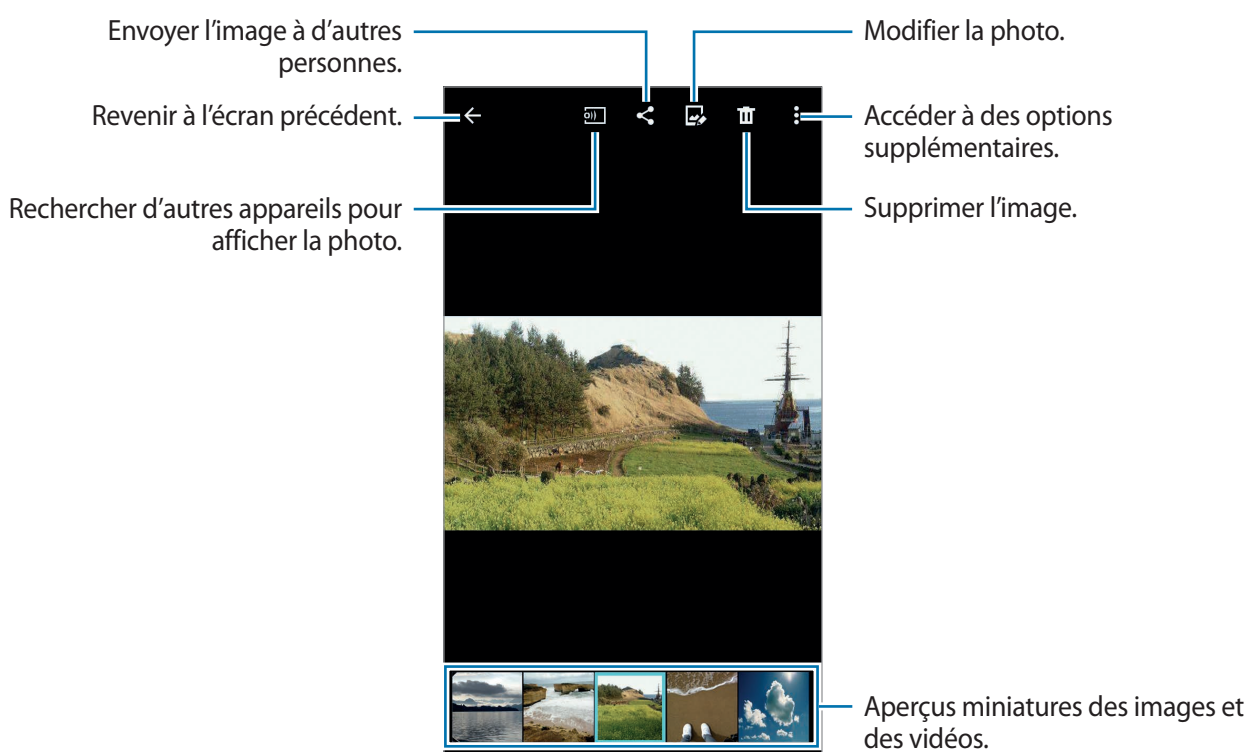 Envoyer l’image à d’autres
personnes.
Revenir à l’écran précédent.
Rechercher d’autres appareils pour
afficher la photo.
Modifier la photo.
Accéder à des options
supplémentaires.
Supprimer l’image.
Aperçus miniatures des images et
des vidéos.